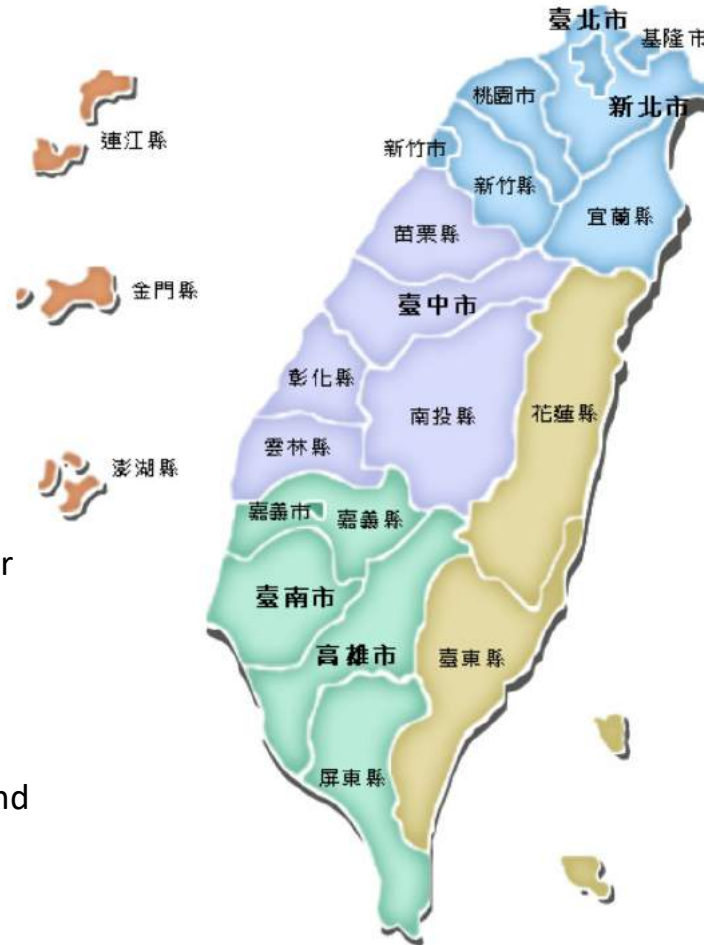 臺北市
基隆市
桃園市
新北市
連江縣
新竹市
新竹縣
宜蘭縣
苗栗縣
金門縣
臺中市
彰化縣
南投縣
花蓮縣
雲林縣
澎湖縣
嘉義市
嘉義縣
r
臺南市
高雄市
臺東縣
屏東縣
nd